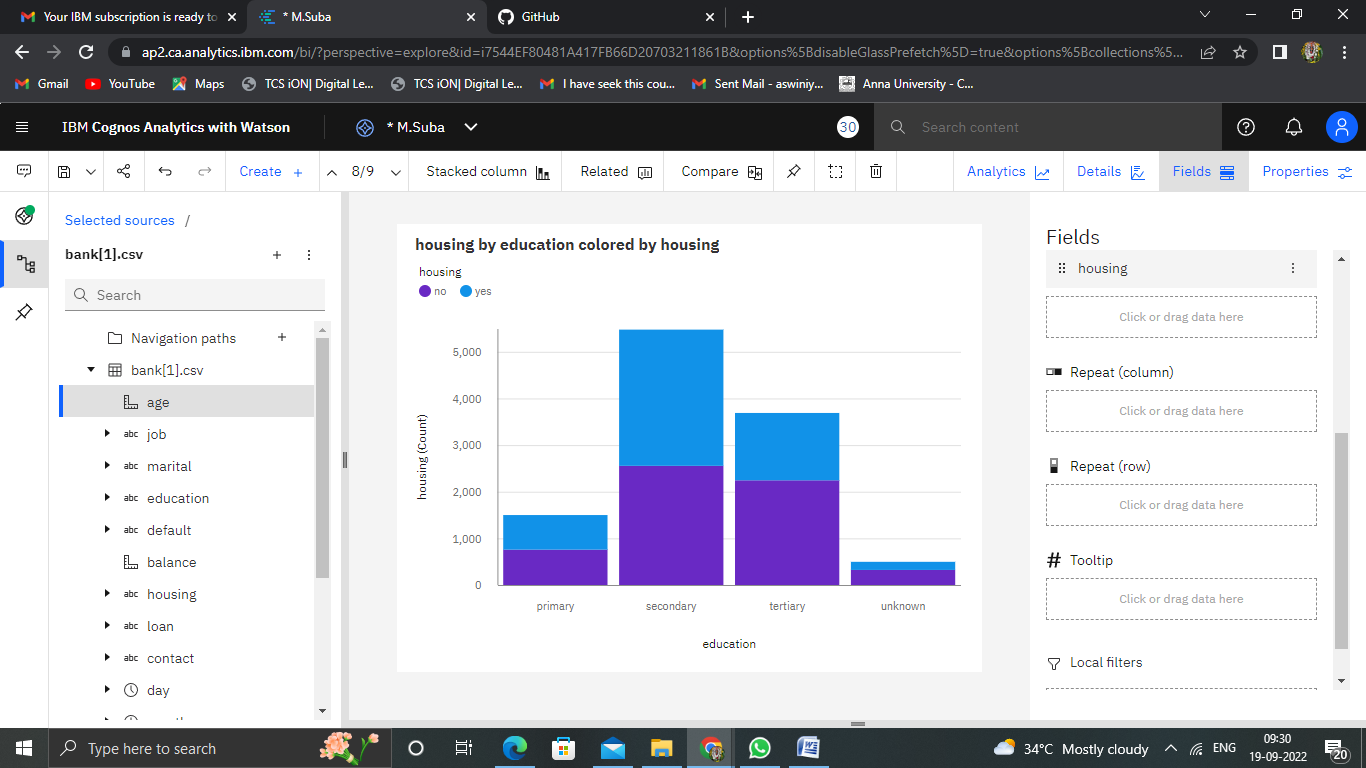 Your IBM subscription is ready to
* M.Suba
GitHub
ap2.ca.analytics.ibm.com/bi/?perspective=explore&id=i7544EF80481A417FB66D20703211861B&options%5BdisableGlassPrefetch%5D=true&options%5Bcollections%5...
Gmail
YouTube
Maps
TCS iON| Digital Le...
TCS iON| Digital Le...
I have seek this cou...
Sent Mail - aswiniy...
Anna University - C...
IBM Cognos Analytics with Watson
* M.Suba
30
Search content
Create +
8/9
Stacked column
Related
Compare
Analytics
Details
Fields
Properties
Selected sources /
bank[1].csv
Search
Navigation paths
bank[1].csv
age
abc job
abc marital
abc education
abc default
balance
abc housing
abc loan
abc contact
day
housing by education colored by housing
housing
no
yes
5,000
4,000
3,000
2,000
1,000
0
housing (Count)
primary
secondary
tertiary
unknown
education
Fields
housing
Click or drag data here
Repeat (column)
Click or drag data here
Repeat (row)
Click or drag data here
# Tooltip
Click or drag data here
Local filters
Type here to search
34°C Mostly cloudy
ENG
09:30
19-09-2022
20